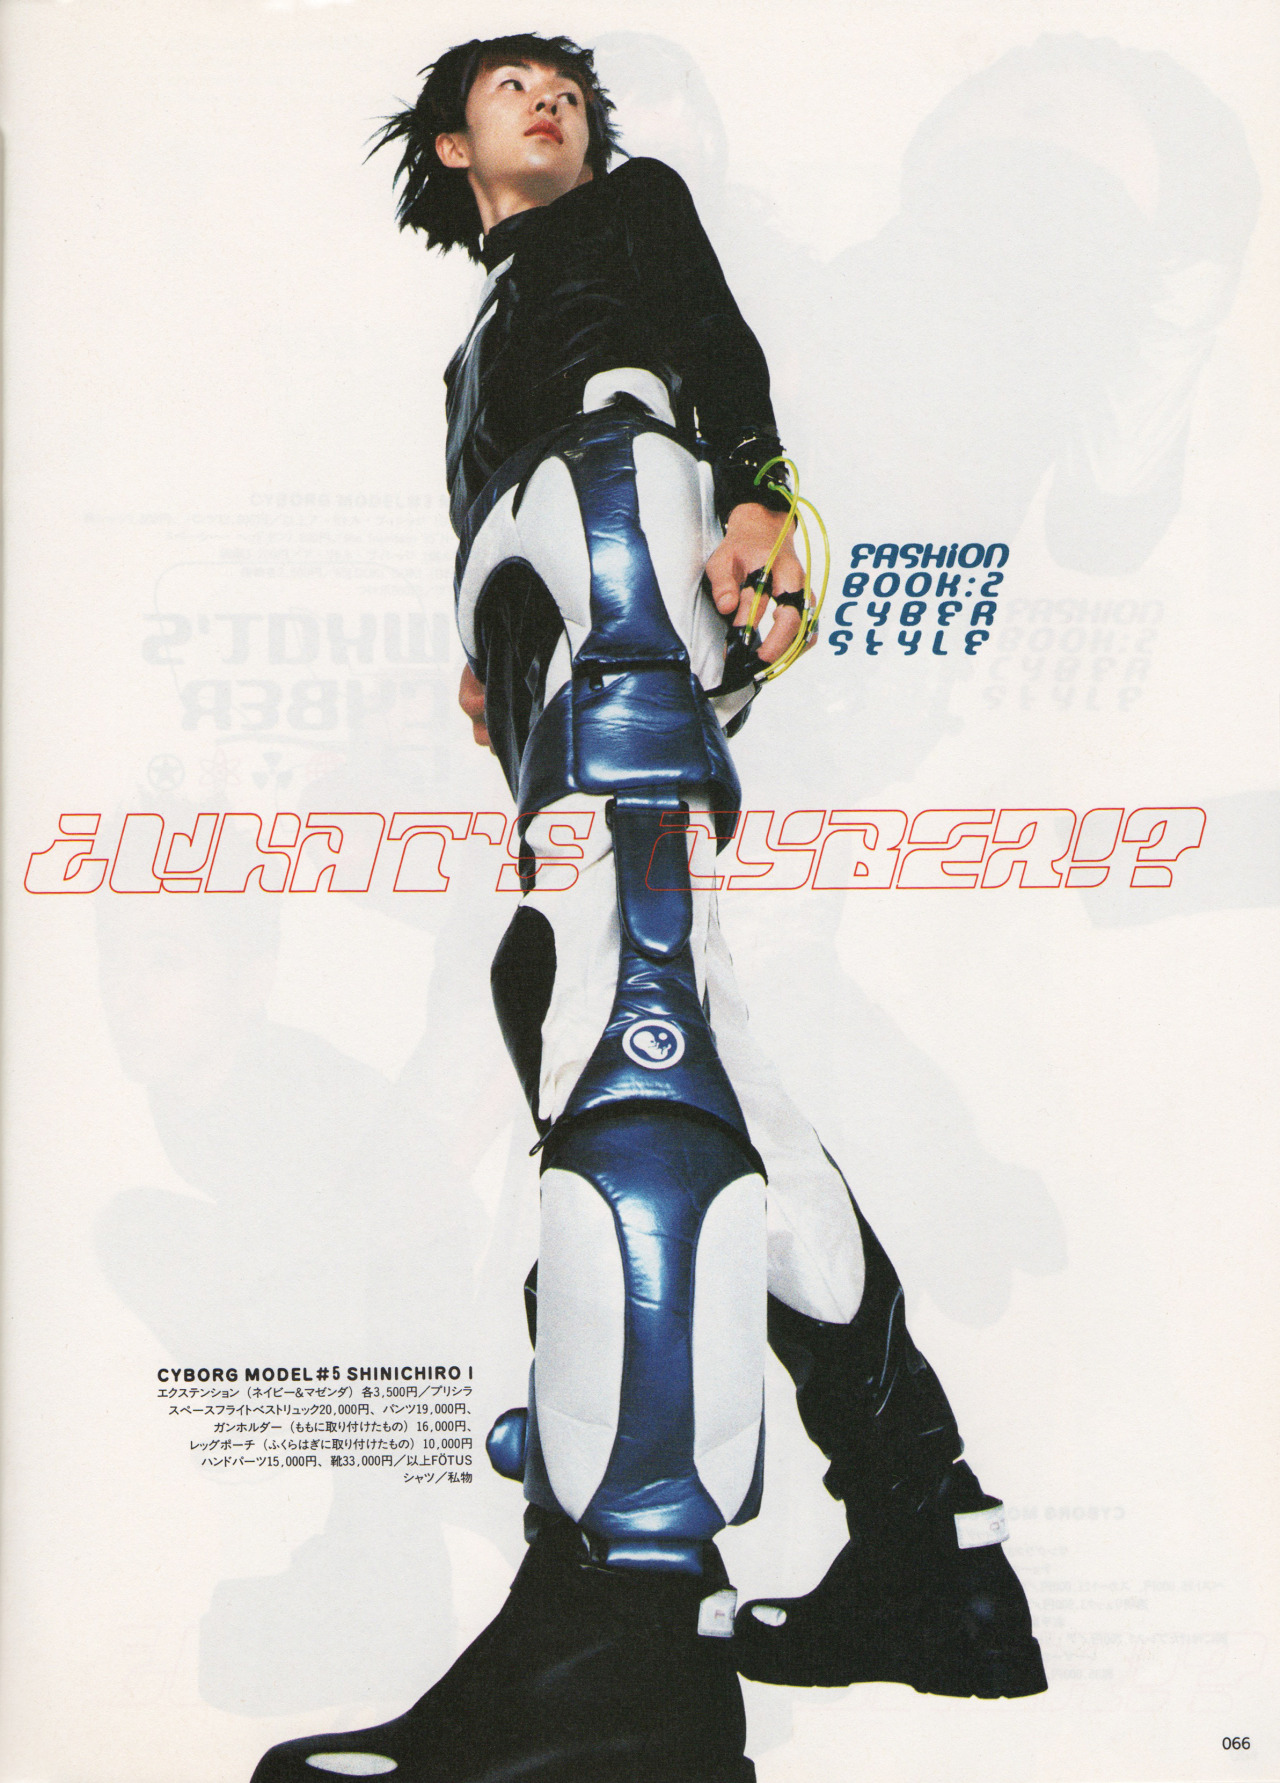 FASHION
BOOK:2
CYBER
STYLE
¿WHAT'S CYBER!?
CYBORG MODEL#5 SHINICHIRO I
エクステンション（ネイビー&マゼンダ）各3,500円／プリシラ
スペースフライトベストリュック20,000円、パンツ19,000円、
ガンホルダー（ももに取り付けたもの）16,000円、
レッグポーチ（ふくらはぎに取り付けたもの）10,000円
ハンドパーツ15,000円、靴33,000円／以上FÖTUS
シャツ／私物
066